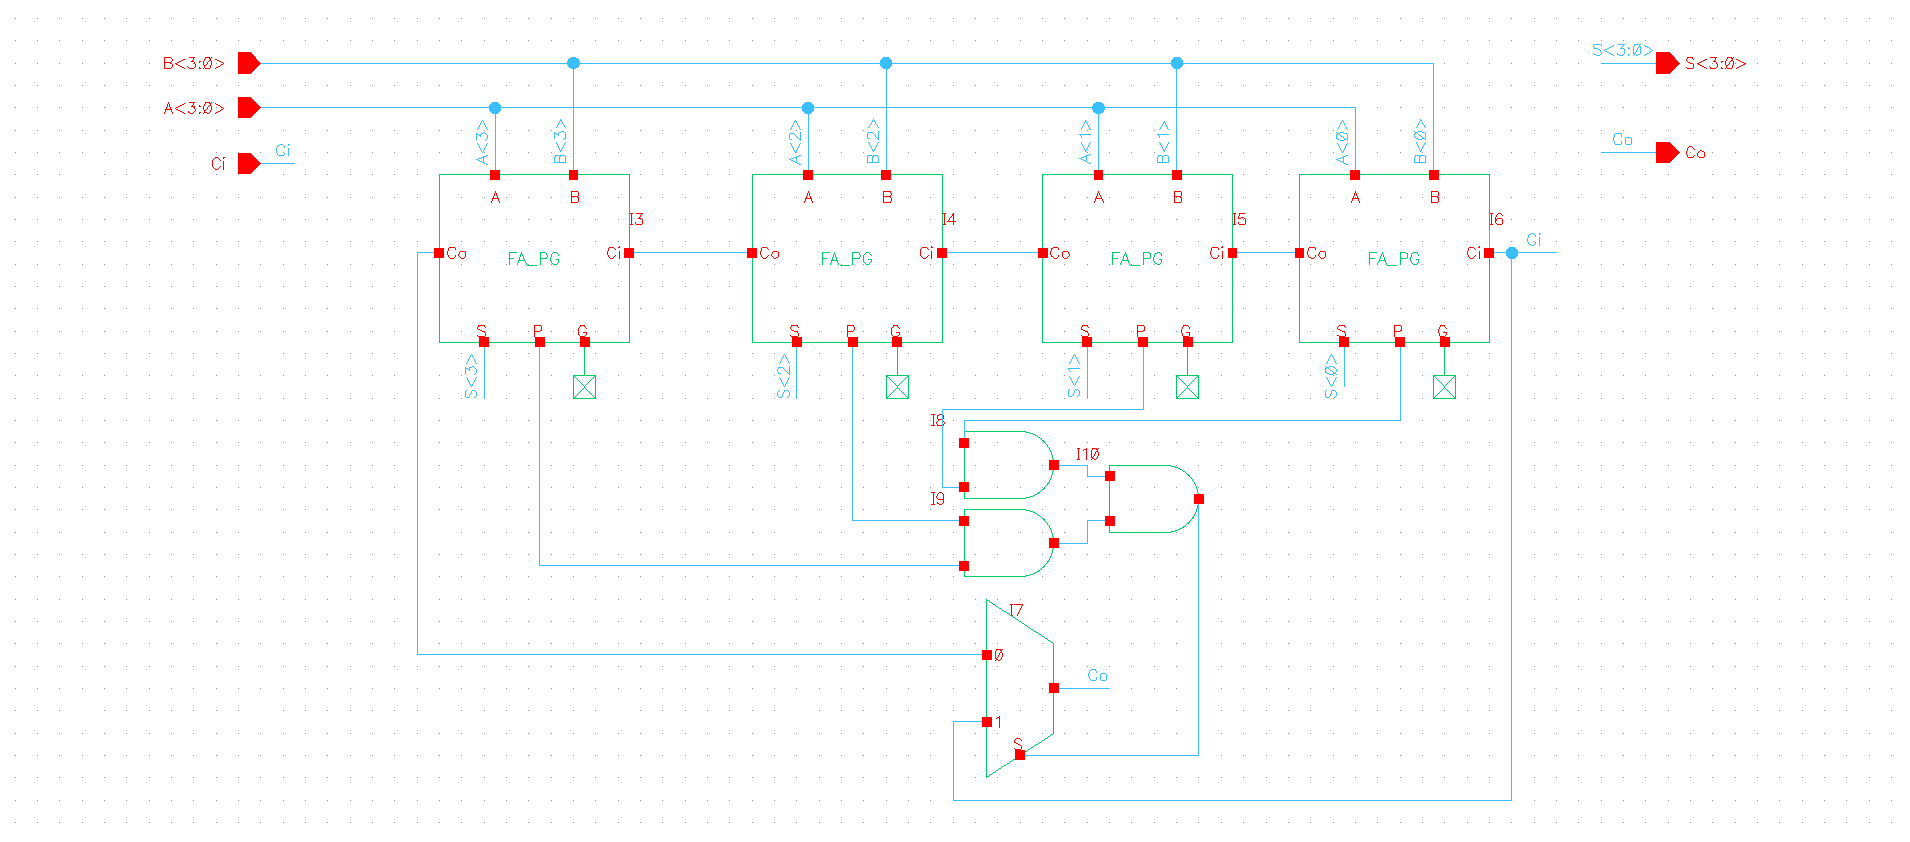 S<3:0>
B<3:0>
S<3:0>
A<3:0>
A<3>
B<3>
A<2>
B<2>
A<1>
B<1>
A<0>
B<0>
Co
Co
Ci
Ci
A B
A B
A B
A B
I3
I4
I5
I6
Ci
Co FA_PG Ci
Co FA_PG Ci
Co FA_PG Ci
Co FA_PG Ci
S P G
S P G
S P G
S P G
S<3>
S<2>
S<1>
S<0>
I8
I10
I9
I7
0
Co
1
S